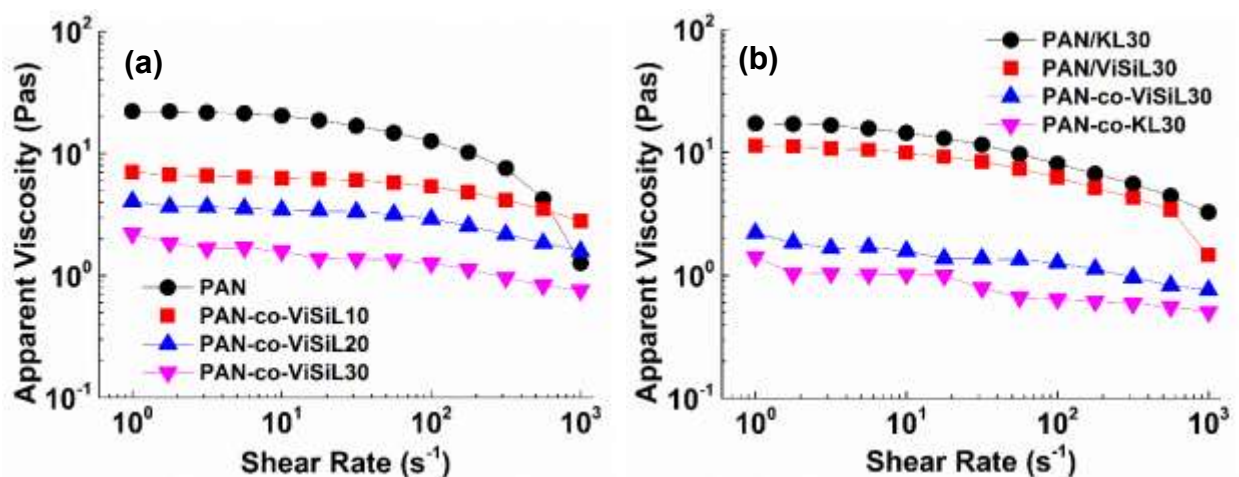 (a)
Apparent Viscosity (Pas)
10²
10¹
10⁰
10⁻¹
PAN
PAN-co-ViSiL10
PAN-co-ViSiL20
PAN-co-ViSiL30
10⁰ 10¹ 10² 10³
Shear Rate (s⁻¹)
(b)
Apparent Viscosity (Pas)
10²
10¹
10⁰
10⁻¹
PAN/KL30
PAN/ViSiL30
PAN-co-ViSiL30
PAN-co-KL30
10⁰ 10¹ 10² 10³
Shear Rate (s⁻¹)